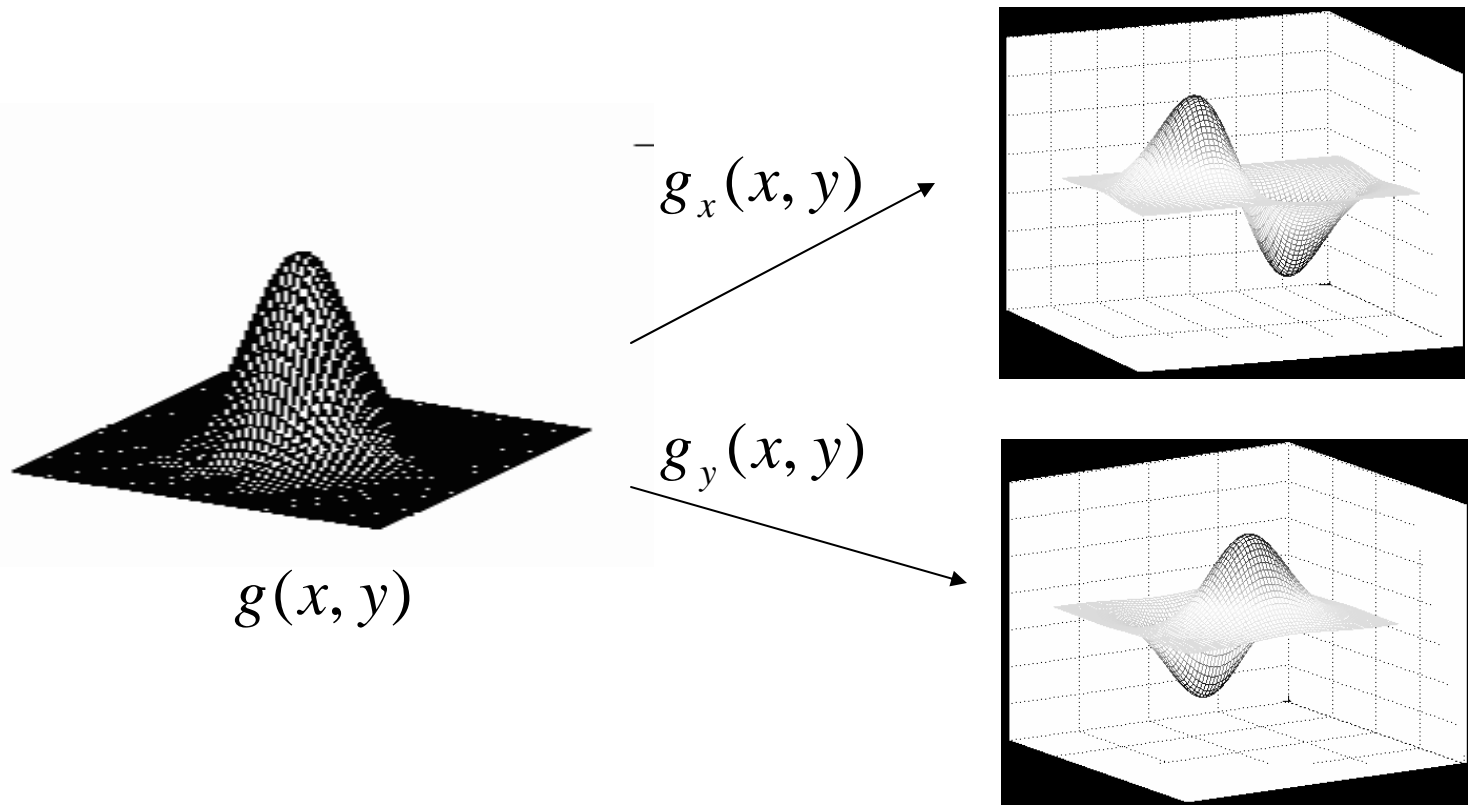 g_x(x, y)
g_y(x, y)
g(x, y)